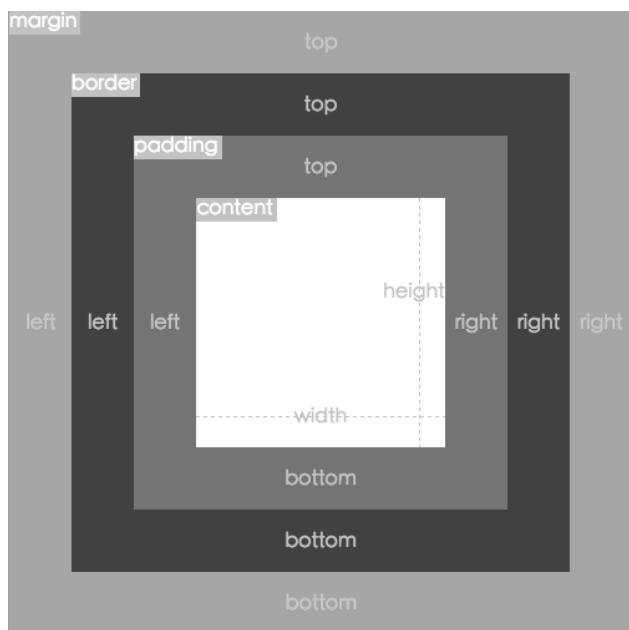 margin
top
border
top
padding
top
content
height
left left left right right right
width
bottom
bottom
bottom